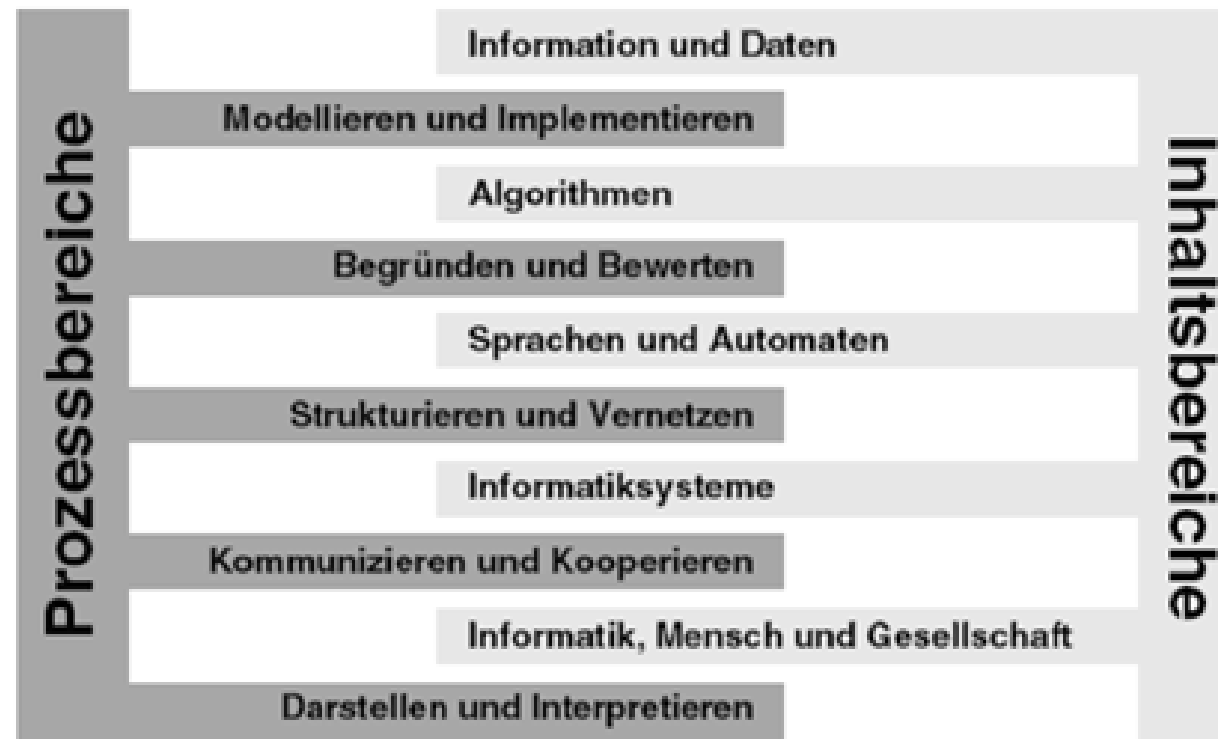 Prozessbereiche
Information und Daten
Modellieren und Implementieren
Algorithmen
Begründen und Bewerten
Sprachen und Automaten
Strukturieren und Vernetzen
Informatiksysteme
Kommunizieren und Kooperieren
Informatik, Mensch und Gesellschaft
Darstellen und Interpretieren
Inhaltsbereiche